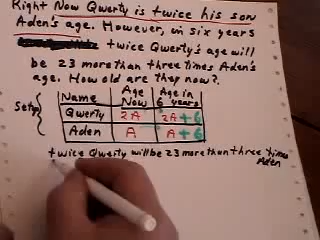 Right Now Qwerty is twice his son
Aden's age. However, in six years
twice Qwerty's age will
be 23 more than three times Aden's
age. How old are they now?.
Setup
Name Age Now Age in 6 years
Qwerty 2A 2A+6
Aden A A+6
twice Qwerty will be 23 more than three times
Aden